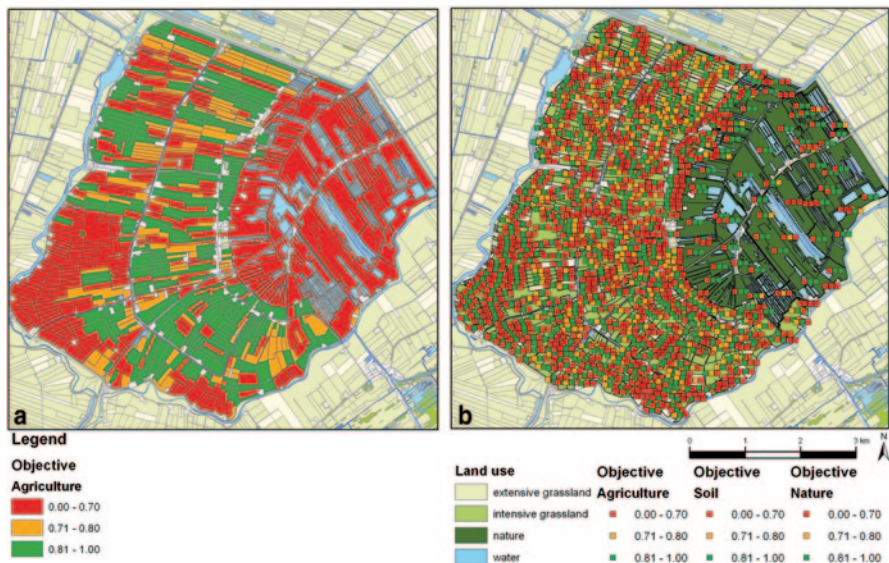 a
b
Legend
Objective
Agriculture
0.00 - 0.70
0.71 - 0.80
0.81 - 1.00
0 1 2 3 km
N
Land use
extensive grassland
intensive grassland
nature
water
Objective Agriculture
0.00 - 0.70
0.71 - 0.80
0.81 - 1.00
Objective Soil
0.00 - 0.70
0.71 - 0.80
0.81 - 1.00
Objective Nature
0.00 - 0.70
0.71 - 0.80
0.81 - 1.00